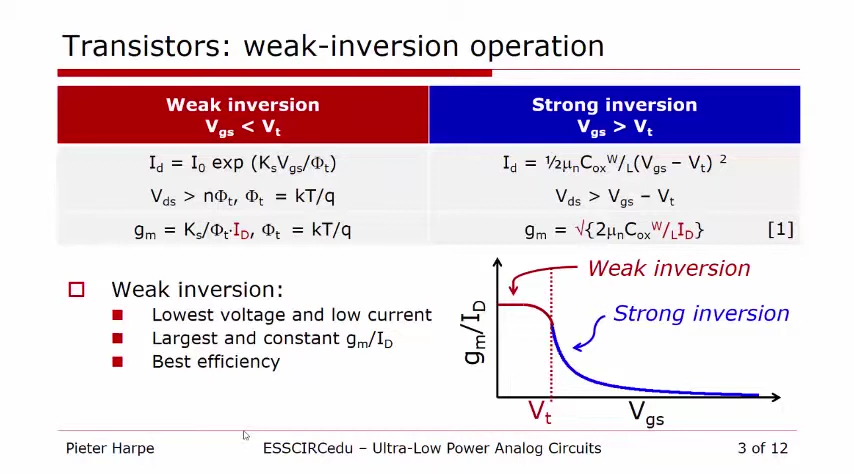 Transistors: weak-inversion operation
Weak inversion
Vgs < Vt
Strong inversion
Vgs > Vt
Id = I0 exp (KsVgs/Φt)
Id = ½μnCoxW/L(Vgs – Vt) 2
Vds > nΦt, Φt = kT/q
Vds > Vgs – Vt
gm = Ks/Φt·ID, Φt = kT/q
gm = √{2μnCoxW/LID}
[1]
Weak inversion:
Lowest voltage and low current
Largest and constant gm/ID
Best efficiency
Weak inversion
Strong inversion
gm/ID
Vt
Vgs
Pieter Harpe
ESSCIRCedu – Ultra-Low Power Analog Circuits
3 of 12